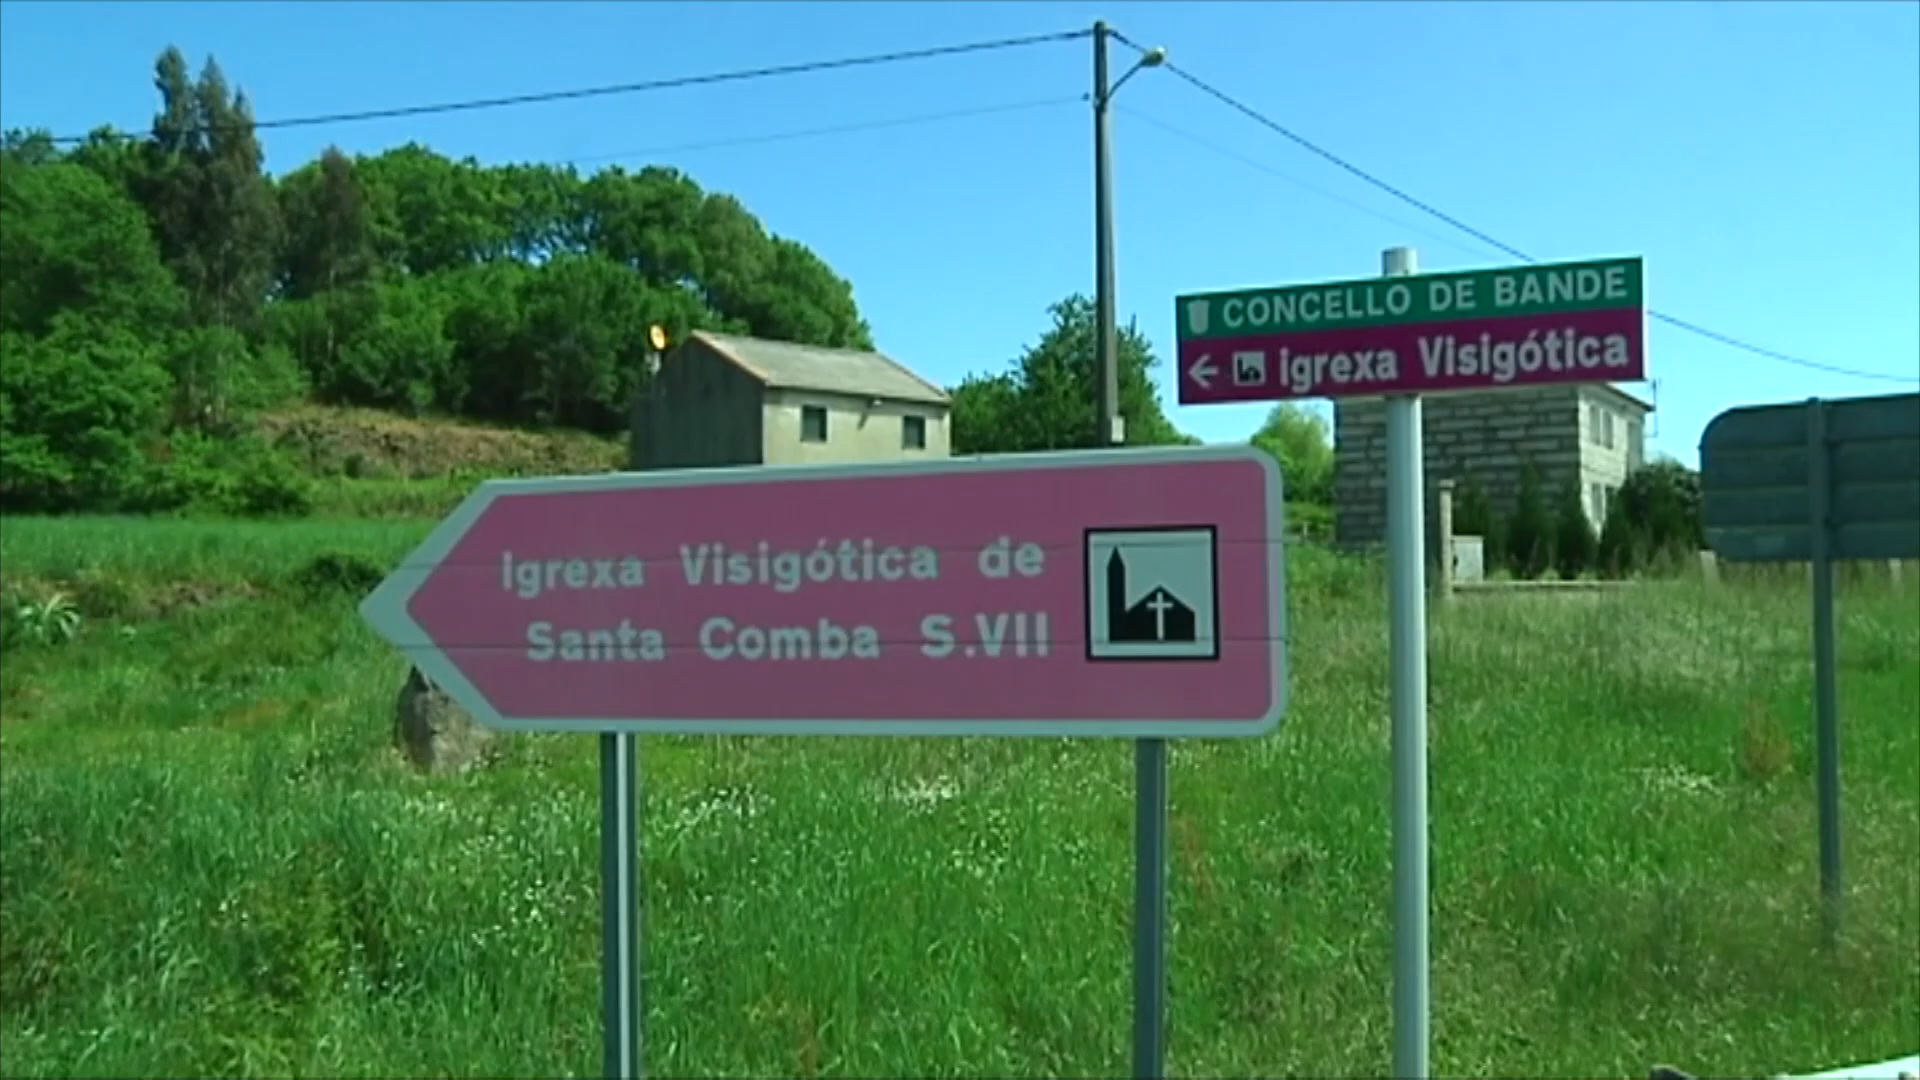 CONCELLO DE BANDE
igrexa Visigótica
Igrexa Visigótica de
Santa Comba S.VII